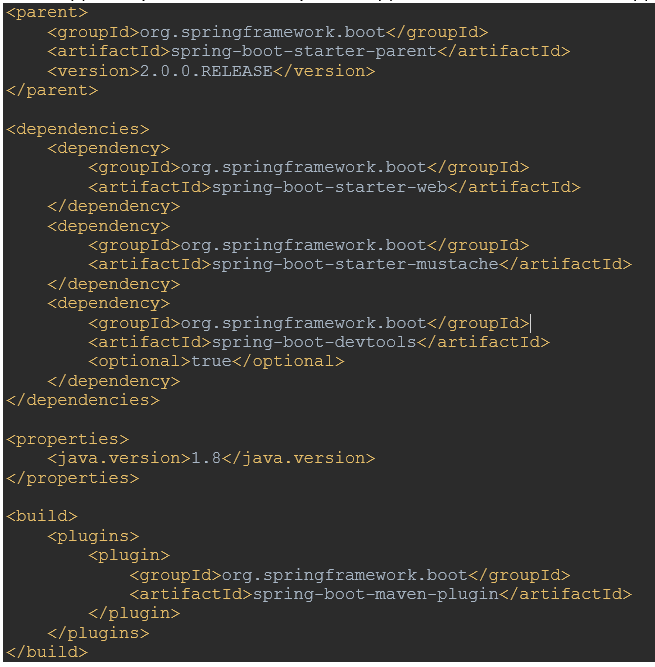 <parent>
    <groupId>org.springframework.boot</groupId>
    <artifactId>spring-boot-starter-parent</artifactId>
    <version>2.0.0.RELEASE</version>
</parent>

<dependencies>
    <dependency>
        <groupId>org.springframework.boot</groupId>
        <artifactId>spring-boot-starter-web</artifactId>
    </dependency>
    <dependency>
        <groupId>org.springframework.boot</groupId>
        <artifactId>spring-boot-starter-mustache</artifactId>
    </dependency>
    <dependency>
        <groupId>org.springframework.boot</groupId>
        <artifactId>spring-boot-devtools</artifactId>
        <optional>true</optional>
    </dependency>
</dependencies>

<properties>
    <java.version>1.8</java.version>
</properties>

<build>
    <plugins>
        <plugin>
            <groupId>org.springframework.boot</groupId>
            <artifactId>spring-boot-maven-plugin</artifactId>
        </plugin>
    </plugins>
</build>